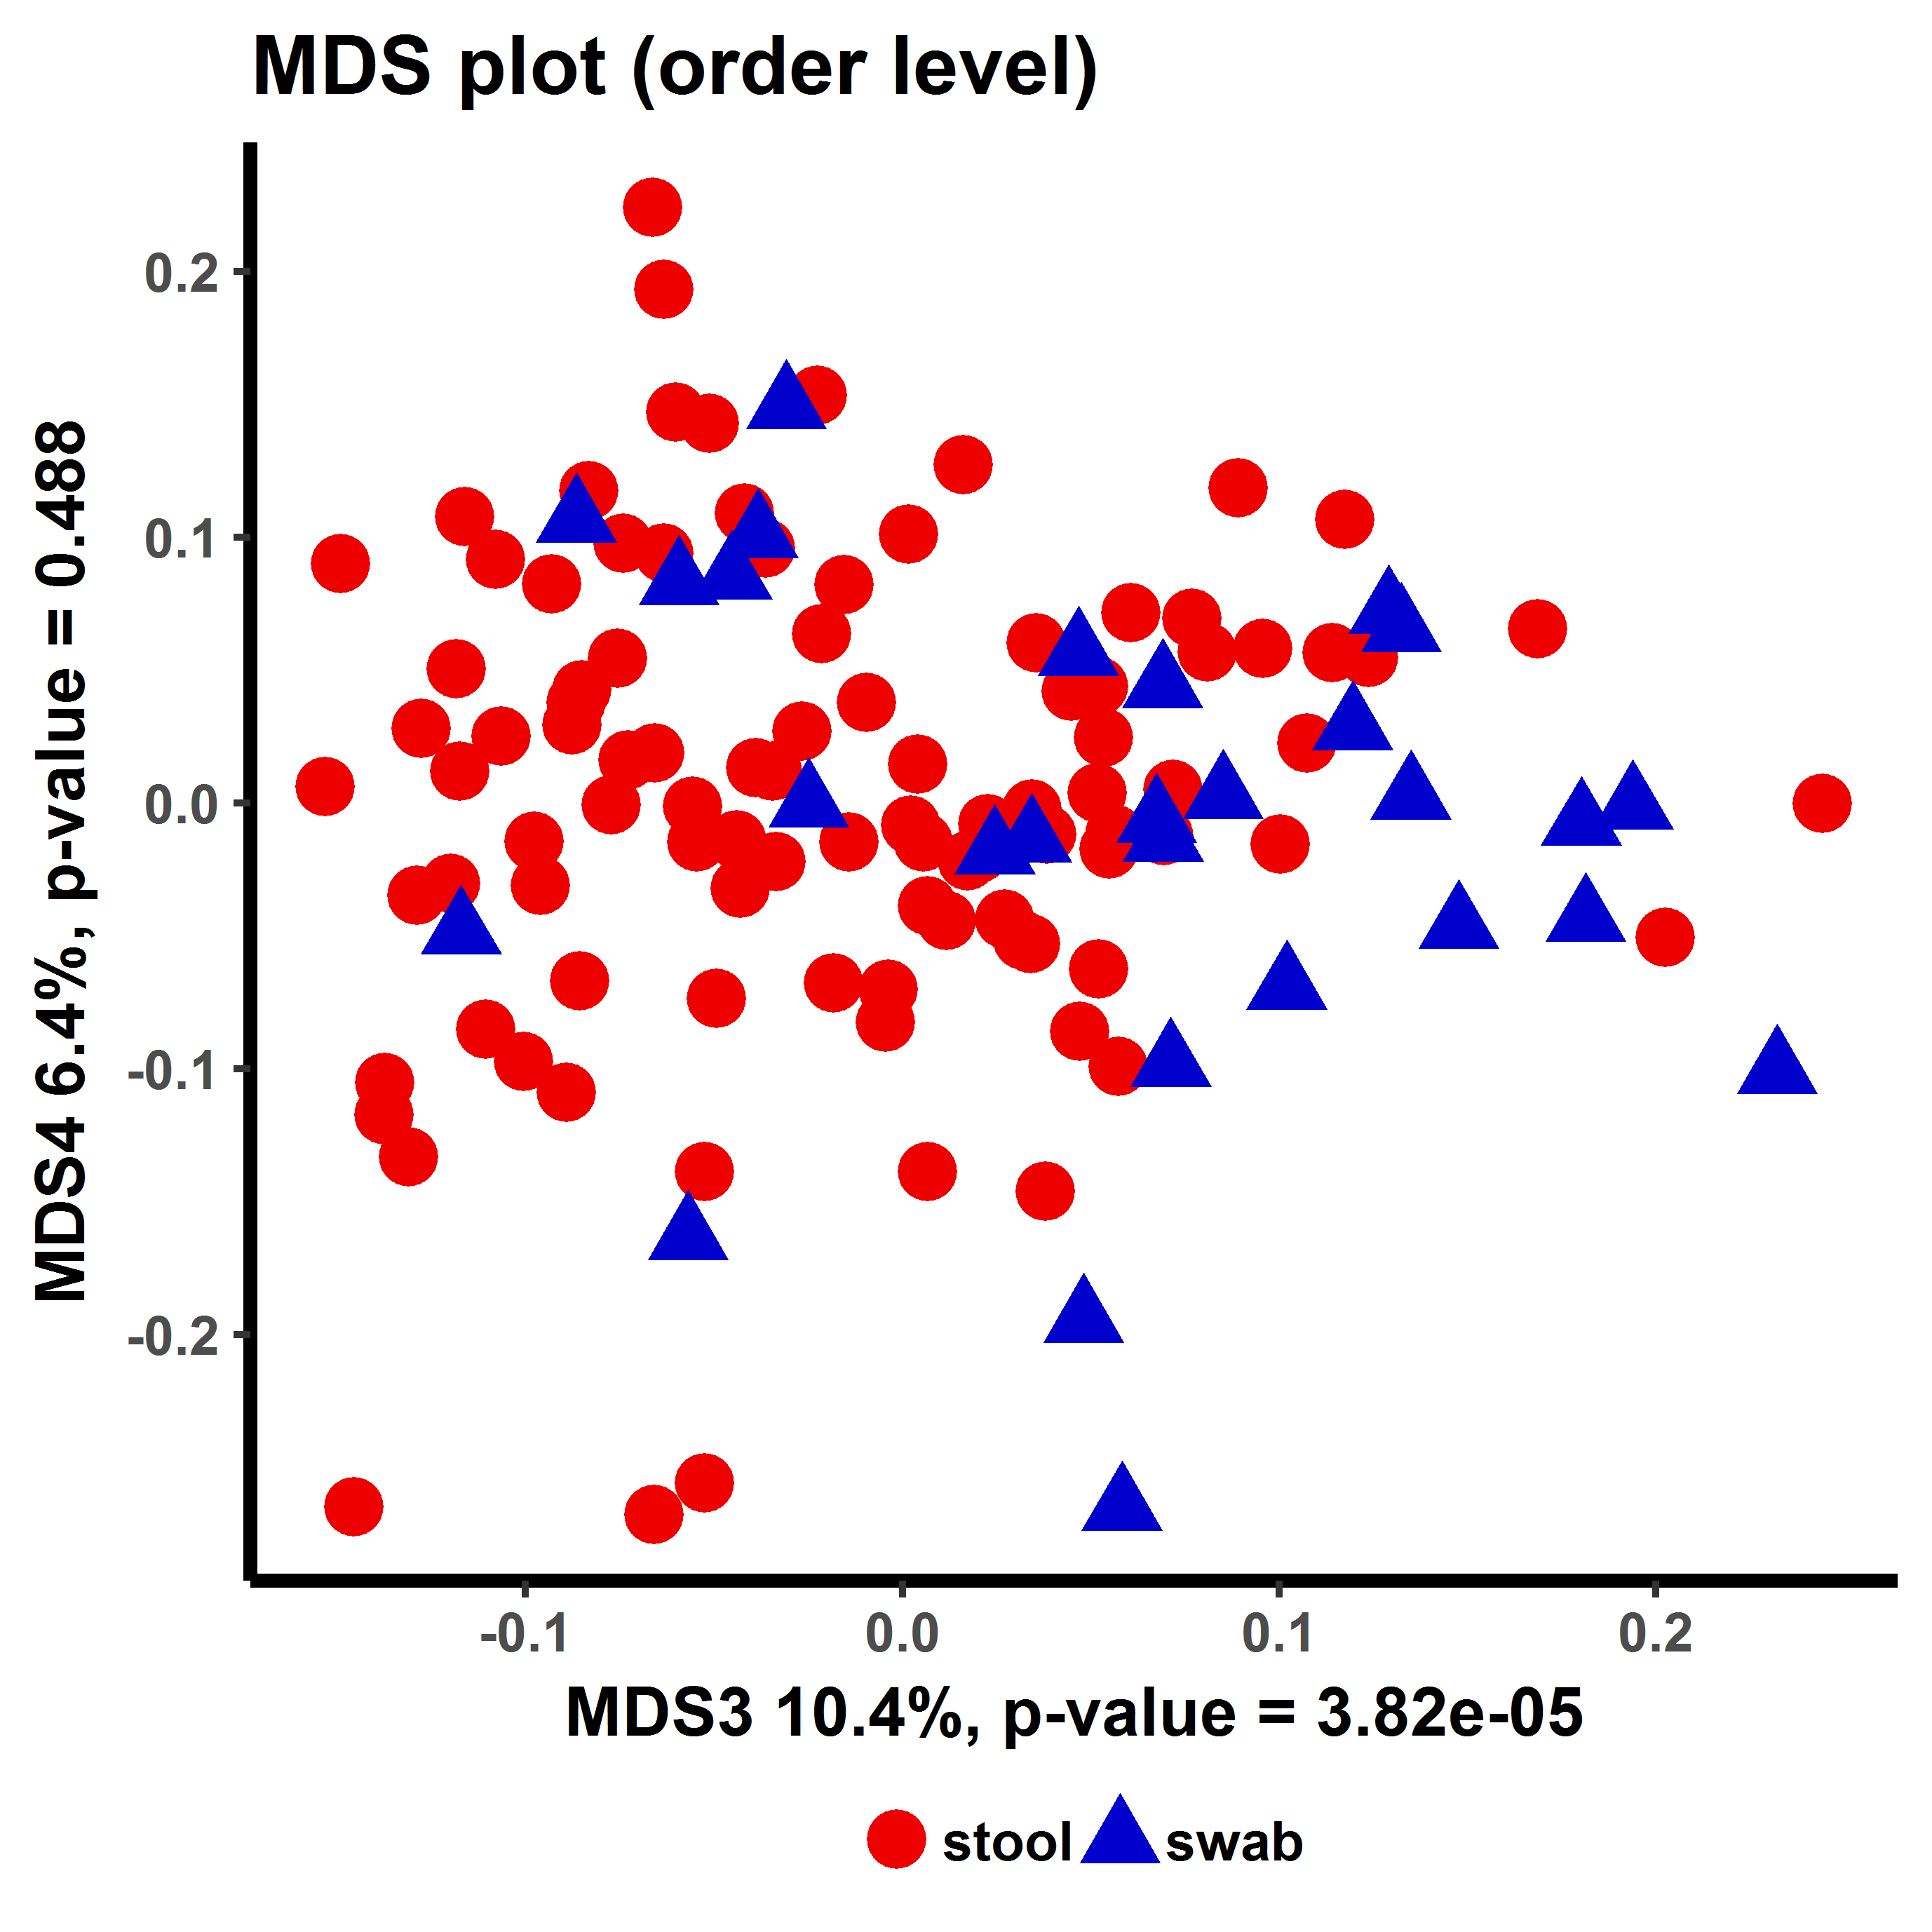 MDS plot (order level)
MDS4 6.4%, p-value = 0.488
0.2
0.1
0.0
-0.1
-0.2
-0.1 0.0 0.1 0.2
MDS3 10.4%, p-value = 3.82e-05
stool swab